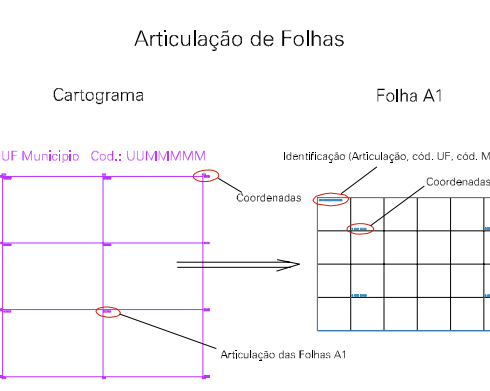 Articulação de Folhas
Cartograma
Folha A1
UF Municipio Cod.: UUMMMMM
Identificação (Articulação, cód. UF, cód. M
Coordenadas
Coordenadas
Articulação das Folhas A1